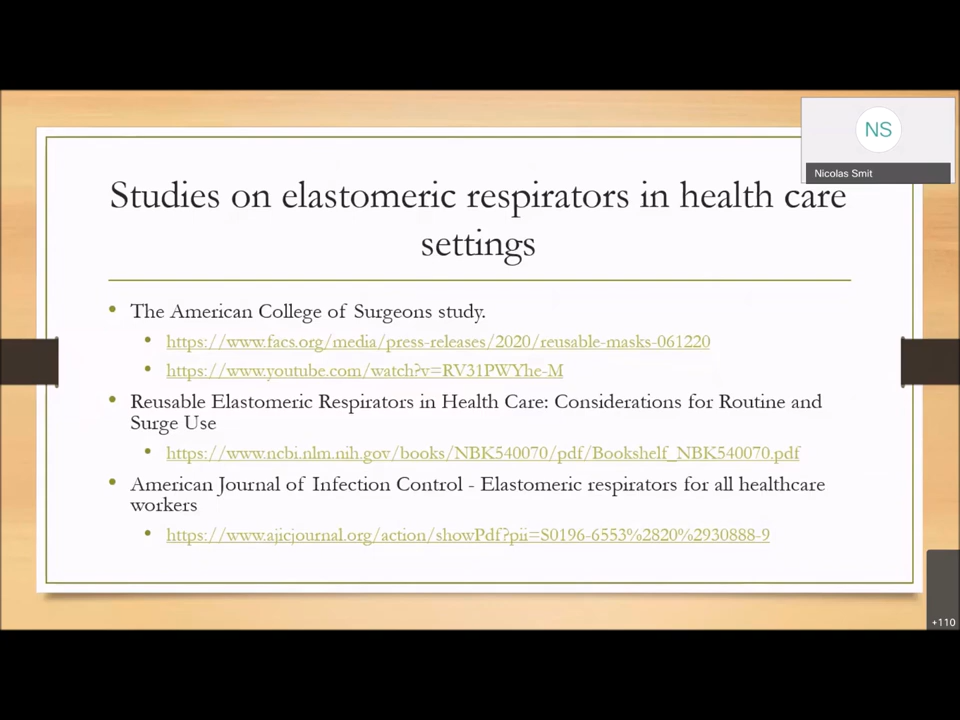 NS
Nicolas Smit
Studies on elastomeric respirators in health care
settings
• The American College of Surgeons study.
• https://www.facs.org/media/press-releases/2020/reusable-masks-061220
• https://www.youtube.com/watch?v=RV31PWYhe-M
• Reusable Elastomeric Respirators in Health Care: Considerations for Routine and
Surge Use
• https://www.ncbi.nlm.nih.gov/books/NBK540070/pdf/Bookshelf_NBK540070.pdf
• American Journal of Infection Control - Elastomeric respirators for all healthcare
workers
• https://www.ajicjournal.org/action/showPdf?pii=S0196-6553%2820%2930888-9
+110